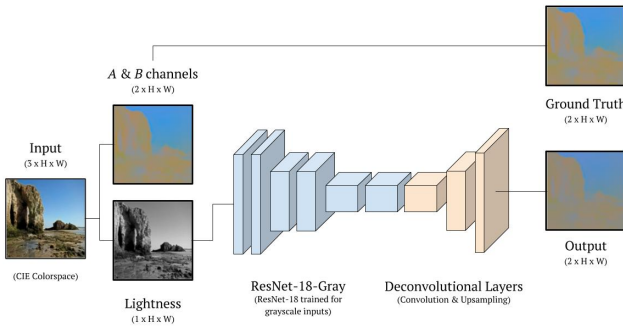 A & B channels
(2 x H x W)
Ground Truth
(2 x H x W)
Input
(3 x H x W)
(CIE Colorspace)
Lightness
(1 x H x W)
ResNet-18-Gray
(ResNet-18 trained for
grayscale inputs)
Deconvolutional Layers
(Convolution & Upsampling)
Output
(2 x H x W)